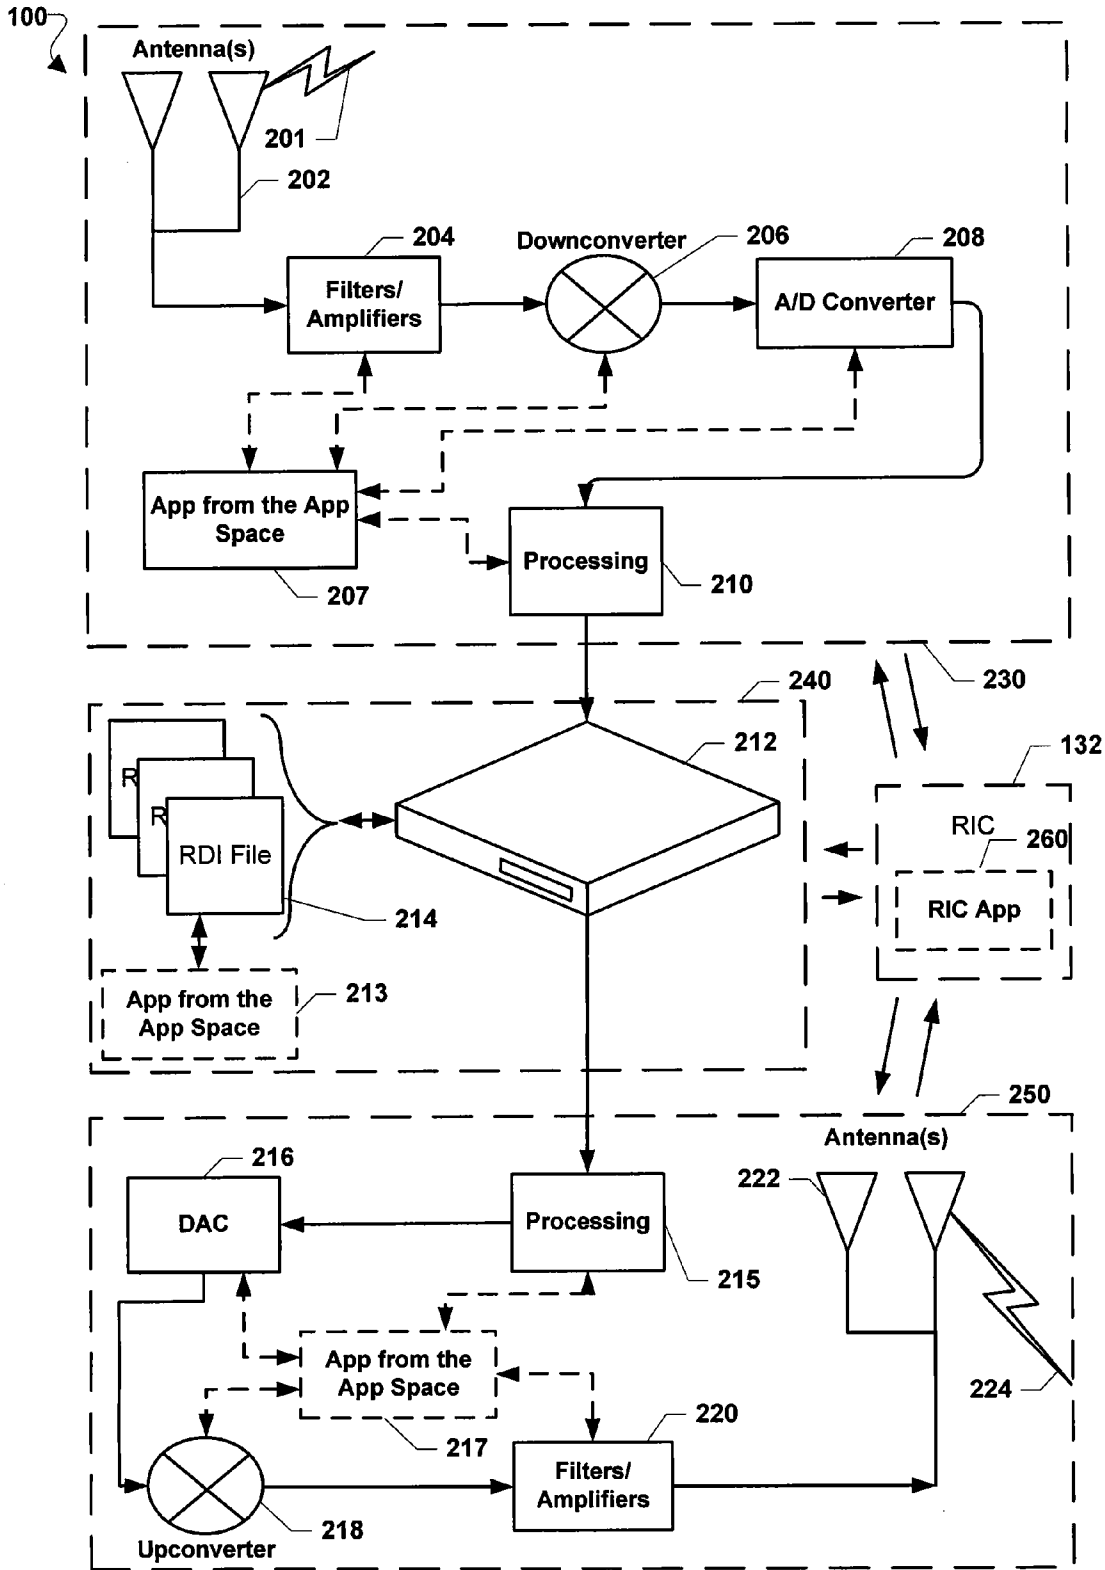 100
Antenna(s)
201
202
204
Downconverter
206
208
Filters/
Amplifiers
A/D Converter
App from the App
Space
207
Processing
210
230
240
212
132
R
R
RDI File
214
RIC
260
RIC App
App from the
App Space
213
250
Antenna(s)
216
222
DAC
Processing
215
App from the
App Space
217
224
220
Filters/
Amplifiers
218
Upconverter